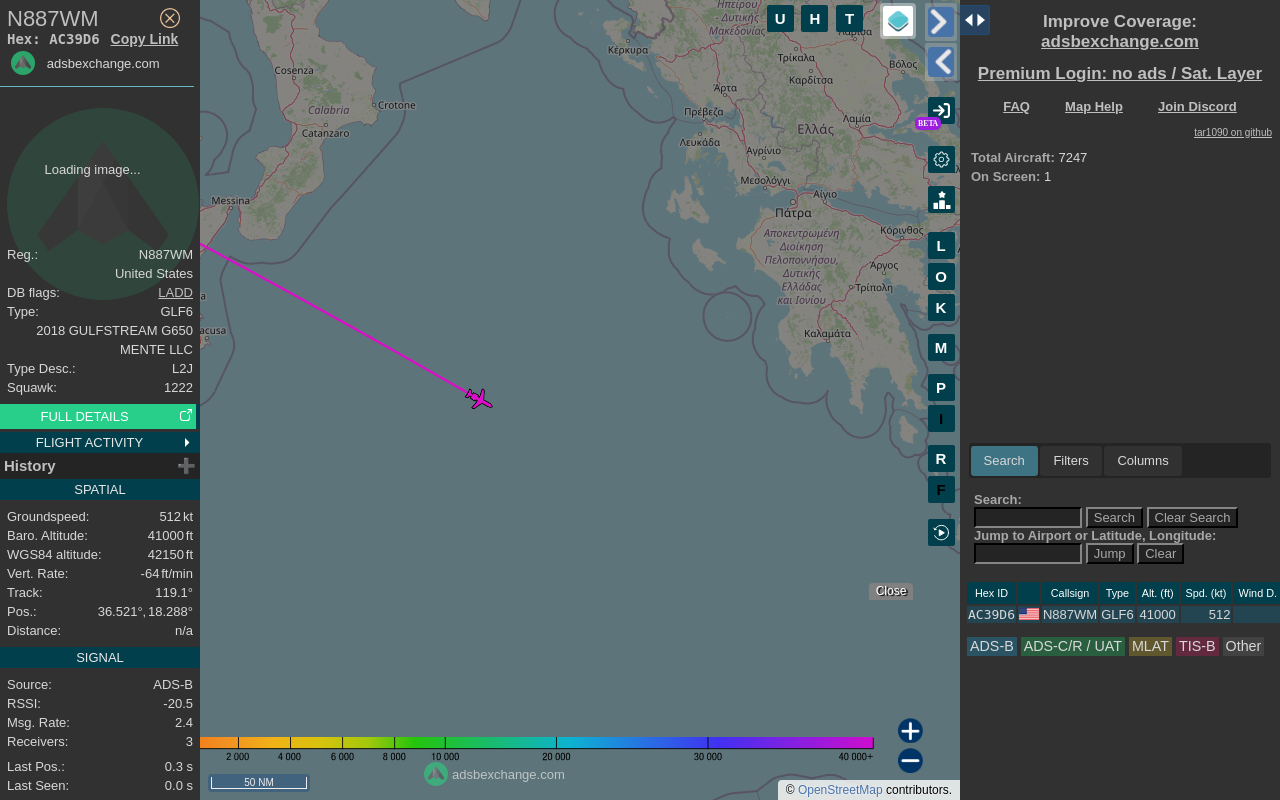 N887WM
Hex: AC39D6 Copy Link
adsbexchange.com
Loading image...
Reg.: N887WM
United States
DB flags: LADD
Type: GLF6
2018 GULFSTREAM G650
MENTE LLC
Type Desc.: L2J
Squawk: 1222
FULL DETAILS
FLIGHT ACTIVITY
History
SPATIAL
Groundspeed: 512 kt
Baro. Altitude: 41000 ft
WGS84 altitude: 42150 ft
Vert. Rate: -64 ft/min
Track: 119.1°
Pos.: 36.521°, 18.288°
Distance: n/a
SIGNAL
Source: ADS-B
RSSI: -20.5
Msg. Rate: 2.4
Receivers: 3
Last Pos.: 0.3 s
Last Seen: 0.0 s
Cosenza
Crotone
Calabria
Catanzaro
Messina
acusa
Ηπείρου
- Δυτικής
Μακεδονίας
Κέρκυρα
Τρίκαλα
Λάρισα
Βόλος
Καρδίτσα
Άρτα
Πρέβεζα
Λαμία
Ελλάς
Λευκάδα
Αγρίνιο
Μεσολόγγι
Αίγιο
Πάτρα
Κόρινθος
Αποκεντρωμένη
Διοίκηση
Πελοποννήσου,
Δυτικής
Ελλάδας
και Ιονίου
Άργος
Τρίπολη
Καλαμάτα
U H T
BETA
L
O
K
M
P
I
R
F
Close
2 000 4 000 6 000 8 000 10 000 20 000 30 000 40 000+
50 NM
adsbexchange.com
© OpenStreetMap contributors.
Improve Coverage:
adsbexchange.com
Premium Login: no ads / Sat. Layer
FAQ Map Help Join Discord
tar1090 on github
Total Aircraft: 7247
On Screen: 1
Search Filters Columns
Search:
Search Clear Search
Jump to Airport or Latitude, Longitude:
Jump Clear
Hex ID Callsign Type Alt. (ft) Spd. (kt) Wind D.
AC39D6 N887WM GLF6 41000 512
ADS-B ADS-C/R / UAT MLAT TIS-B Other